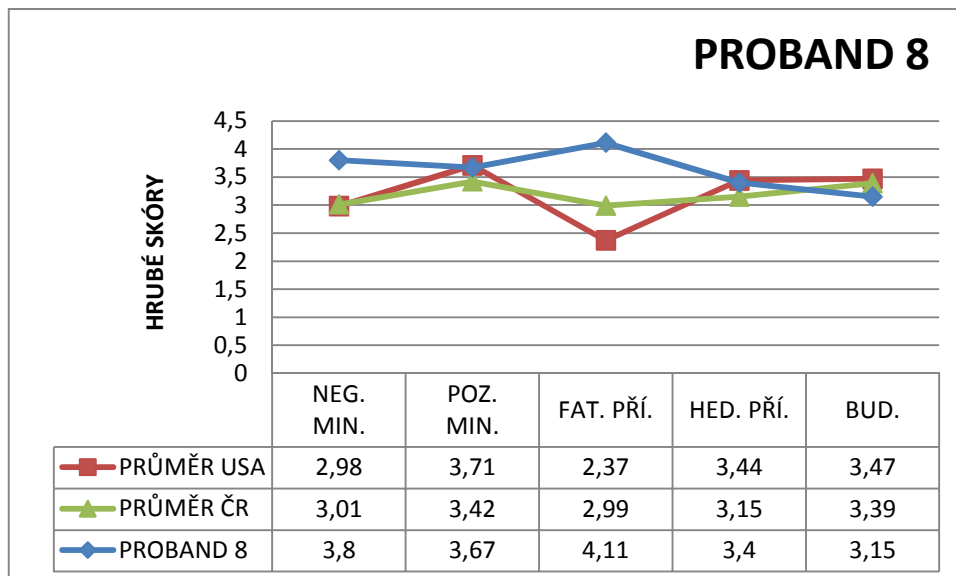 PROBAND 8
HRUBÉ SKÓRY
4,5
4
3,5
3
2,5
2
1,5
1
0,5
0
NEG. MIN. POZ. MIN. FAT. PŘÍ. HED. PŘÍ. BUD.
PRŮMĚR USA 2,98 3,71 2,37 3,44 3,47
PRŮMĚR ČR 3,01 3,42 2,99 3,15 3,39
PROBAND 8 3,8 3,67 4,11 3,4 3,15